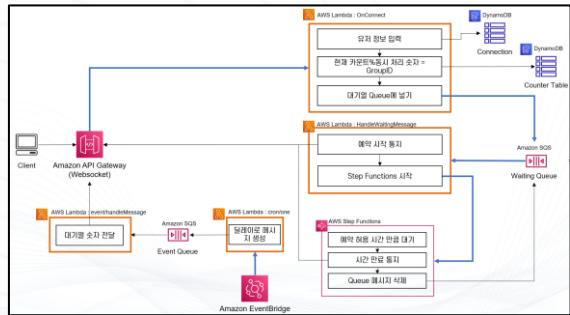 AWS Lambda : OnConnect
DynamoDB
유저 정보 입력
Connection
현재 카운트%동시 처리 숫자 =
GroupID
DynamoDB
Counter Table
대기열 Queue에 넣기
AWS Lambda : HandleWaitingMessage
예약 시작 통지
Amazon SQS
Client
Amazon API Gateway
(Websocket)
Step Functions 시작
Waiting Queue
AWS Lambda : eventhandleMessage
Amazon SQS
AWS Lambda : cron/one
AWS Step Functions
대기열 숫자 전달
딜레이로 메시
지 생성
예약 허용 시간 만큼 대기
Event Queue
시간 만료 통지
Queue 메시지 삭제
Amazon EventBridge